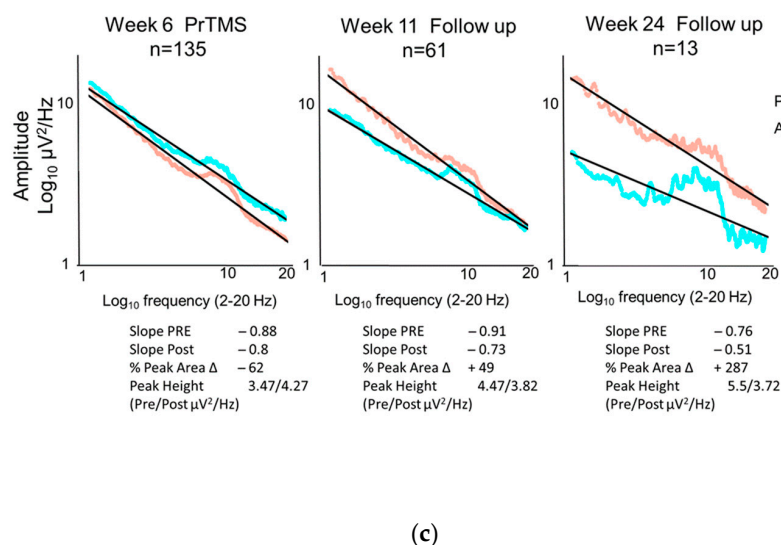 Week 6 PrTMS
n=135
Week 11 Follow up
n=61
Week 24 Follow up
n=13
Amplitude
Log₁₀ µV²/Hz
10
1
1
10
20
Log₁₀ frequency (2-20 Hz)
10
1
1
10
20
Log₁₀ frequency (2-20 Hz)
10
1
1
10
20
Log₁₀ frequency (2-20 Hz)
P
A
Slope PRE – 0.88
Slope Post – 0.8
% Peak Area Δ – 62
Peak Height 3.47/4.27
(Pre/Post µV²/Hz)
Slope PRE – 0.91
Slope Post – 0.73
% Peak Area Δ + 49
Peak Height 4.47/3.82
(Pre/Post µV²/Hz)
Slope PRE – 0.76
Slope Post – 0.51
% Peak Area Δ + 287
Peak Height 5.5/3.72
(Pre/Post µV²/Hz)
(c)